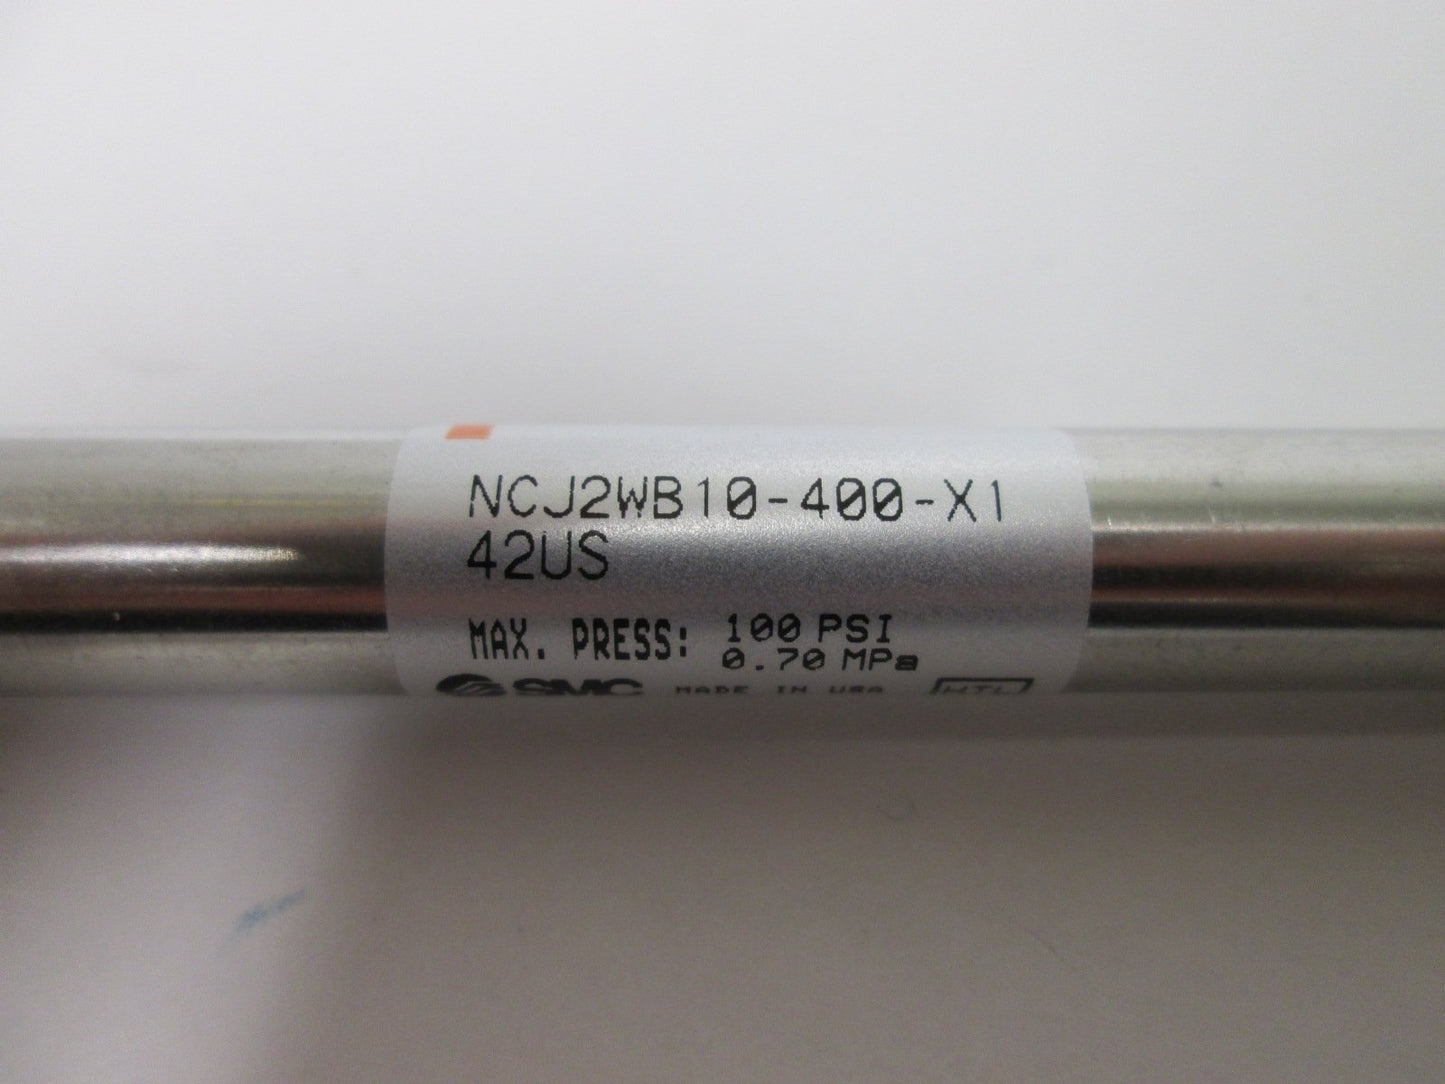 NCJ2WB10-400-X1
42US
MAX. PRESS: 100 PSI
0.70 MPa
SMC MADE IN USA